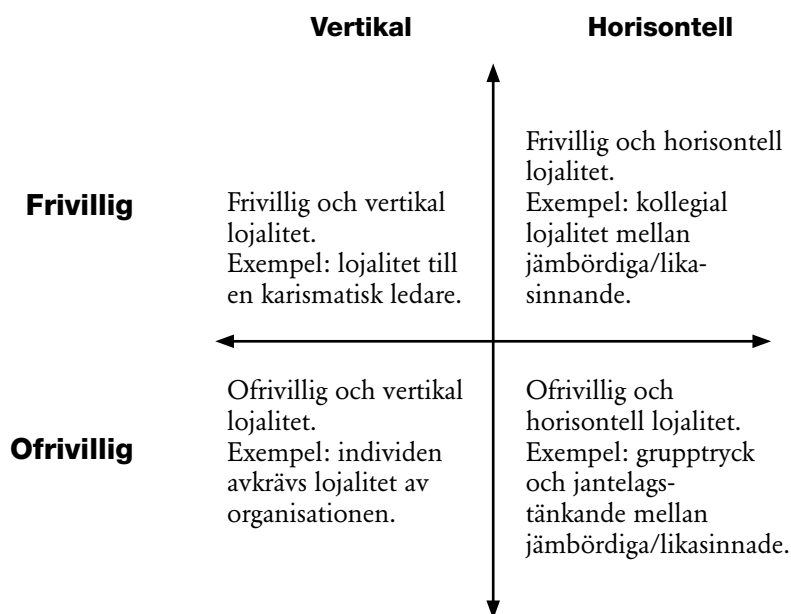 Vertikal
Horisontell
Frivillig
Frivillig och vertikal
lojalitet.
Exempel: lojalitet till
en karismatisk ledare.
Frivillig och horisontell
lojalitet.
Exempel: kollegial
lojalitet mellan
jämbördiga/lika-
sinnande.
Ofrivillig
Ofrivillig och vertikal
lojalitet.
Exempel: individen
avkrävs lojalitet av
organisationen.
Ofrivillig och
horisontell lojalitet.
Exempel: grupptryck
och jantelags-
tänkande mellan
jämbördiga/likasinnade.